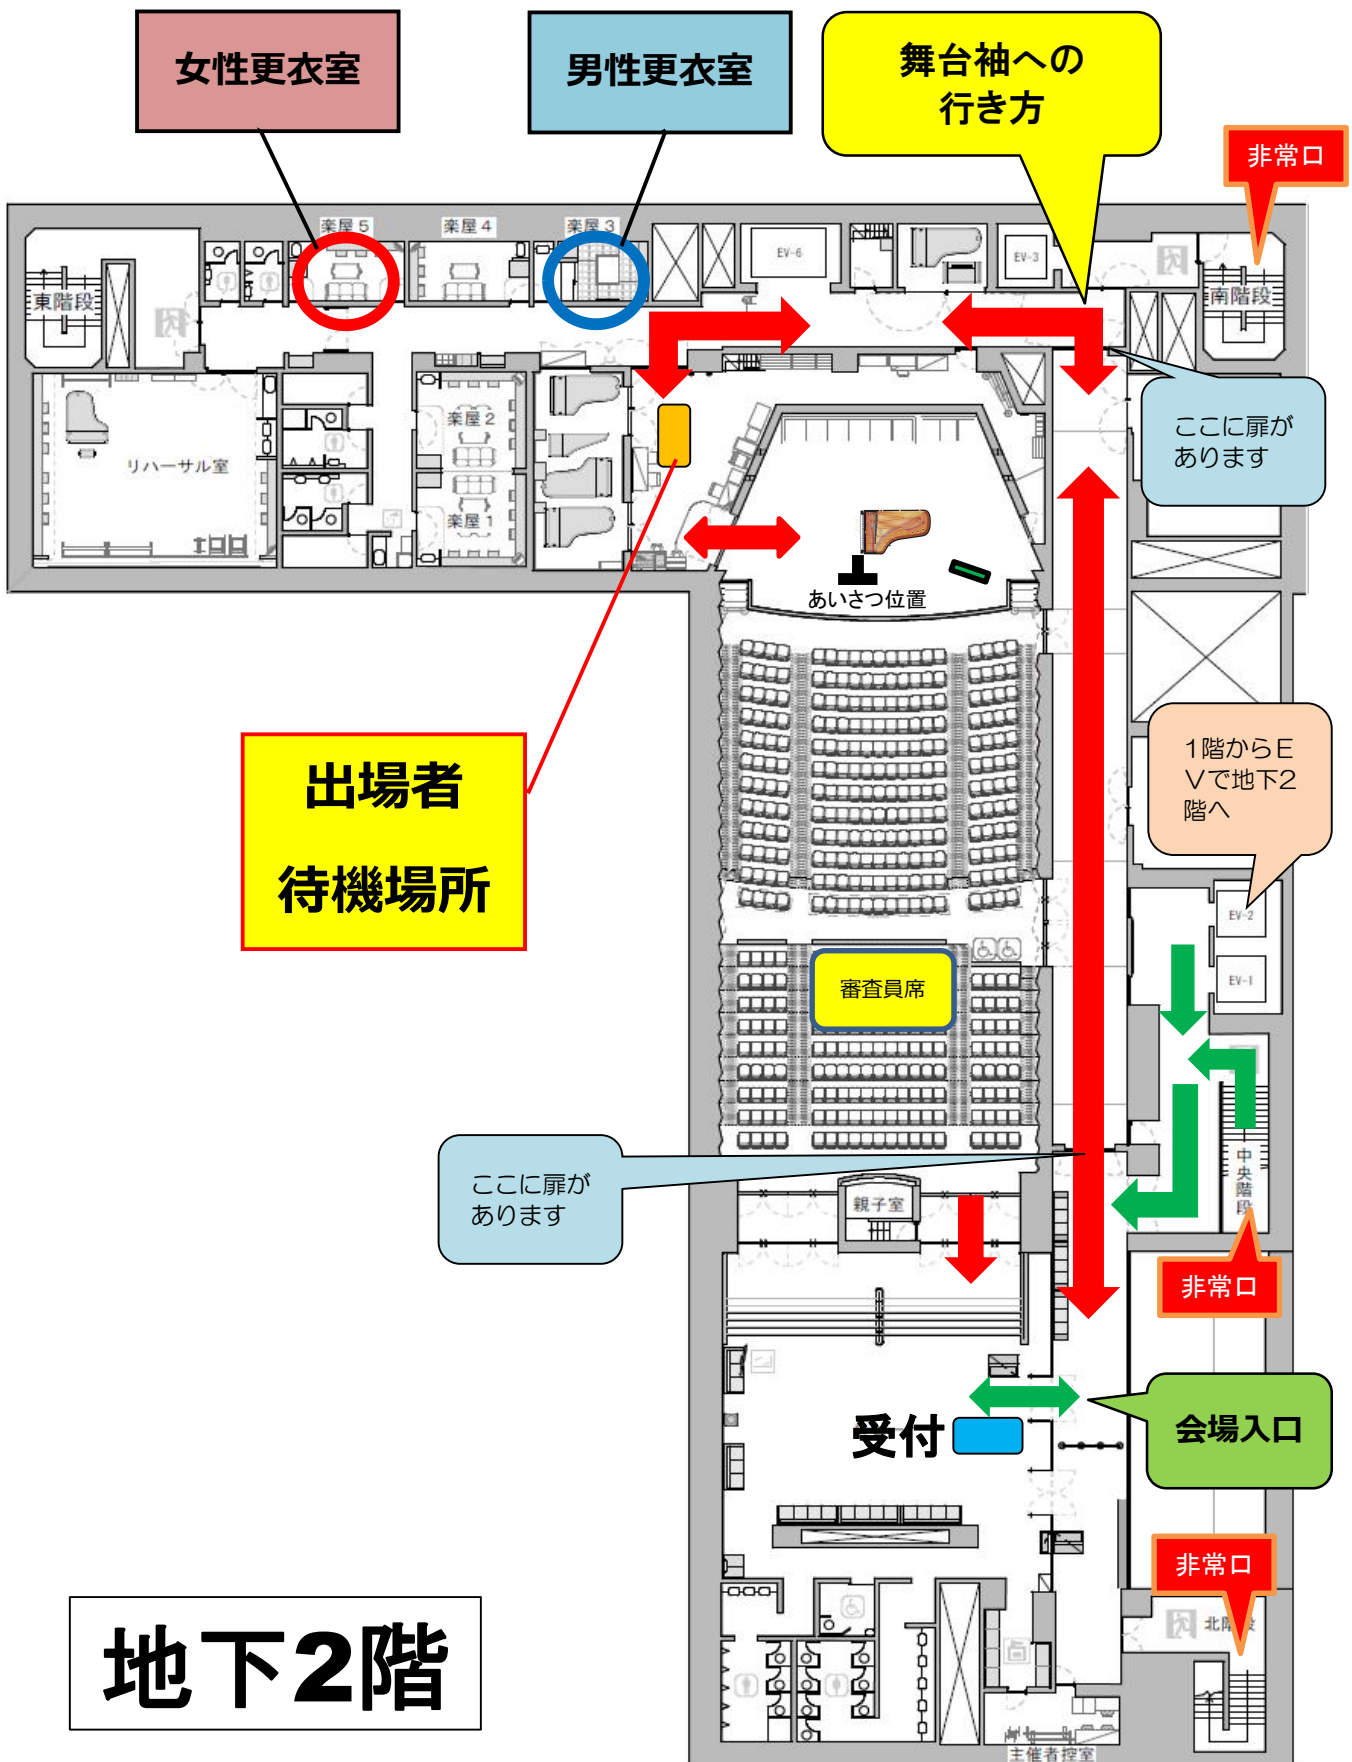 女性更衣室
男性更衣室
舞台袖への
行き方
非常口
楽屋5
楽屋4
楽屋3
EV-6
EV-3
東階段
南階段
ここに扉が
あります
楽屋2
リハーサル室
楽屋1
あいさつ位置
出場者
待機場所
1階からE
Vで地下2
階へ
EV-2
EV-1
審査員席
中央階段
ここに扉が
あります
親子室
非常口
受付
会場入口
非常口
地下2階
北階段
主催者控室